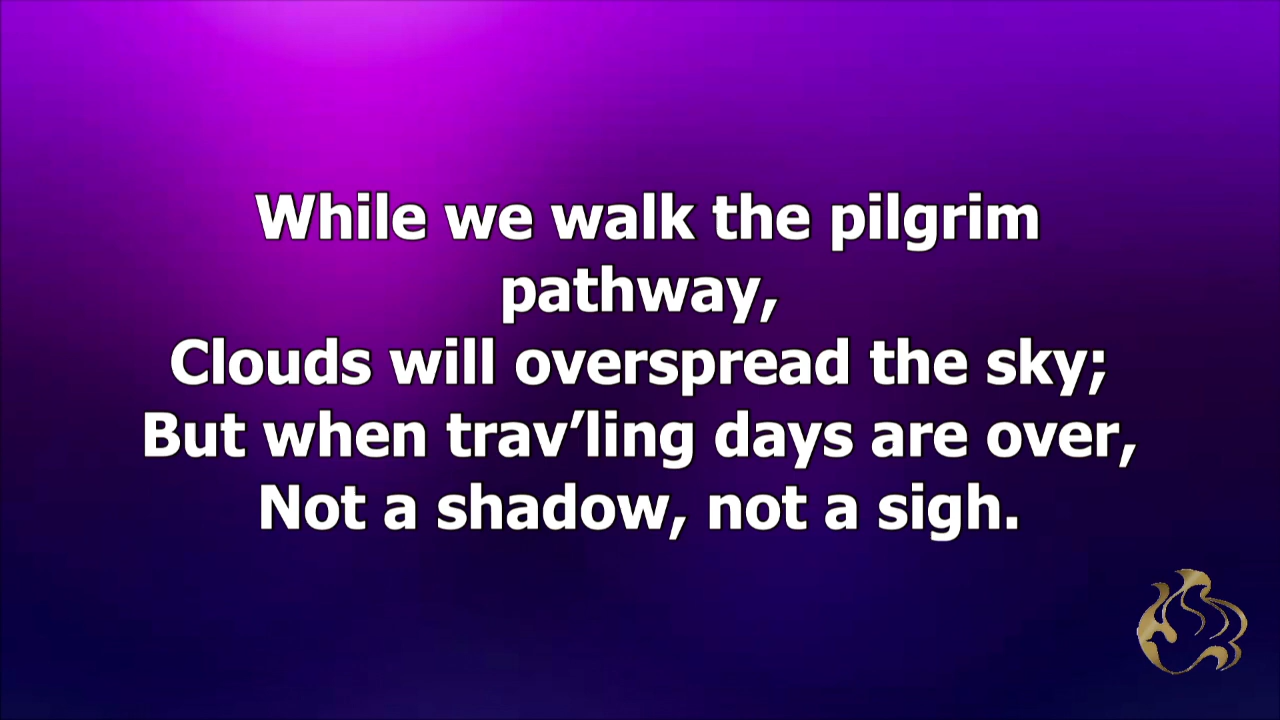 While we walk the pilgrim
pathway,
Clouds will overspread the sky;
But when trav’ling days are over,
Not a shadow, not a sigh.